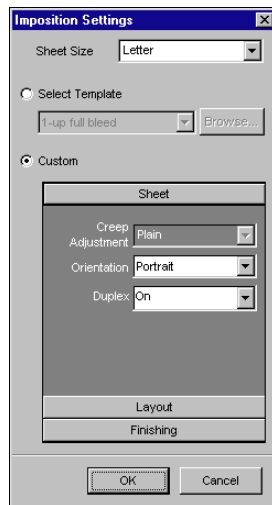 Imposition Settings
Sheet Size Letter
Select Template
1-up full bleed Browse...
Custom
Sheet
Creep
Adjustment Plain
Orientation Portrait
Duplex On
Layout
Finishing
OK Cancel